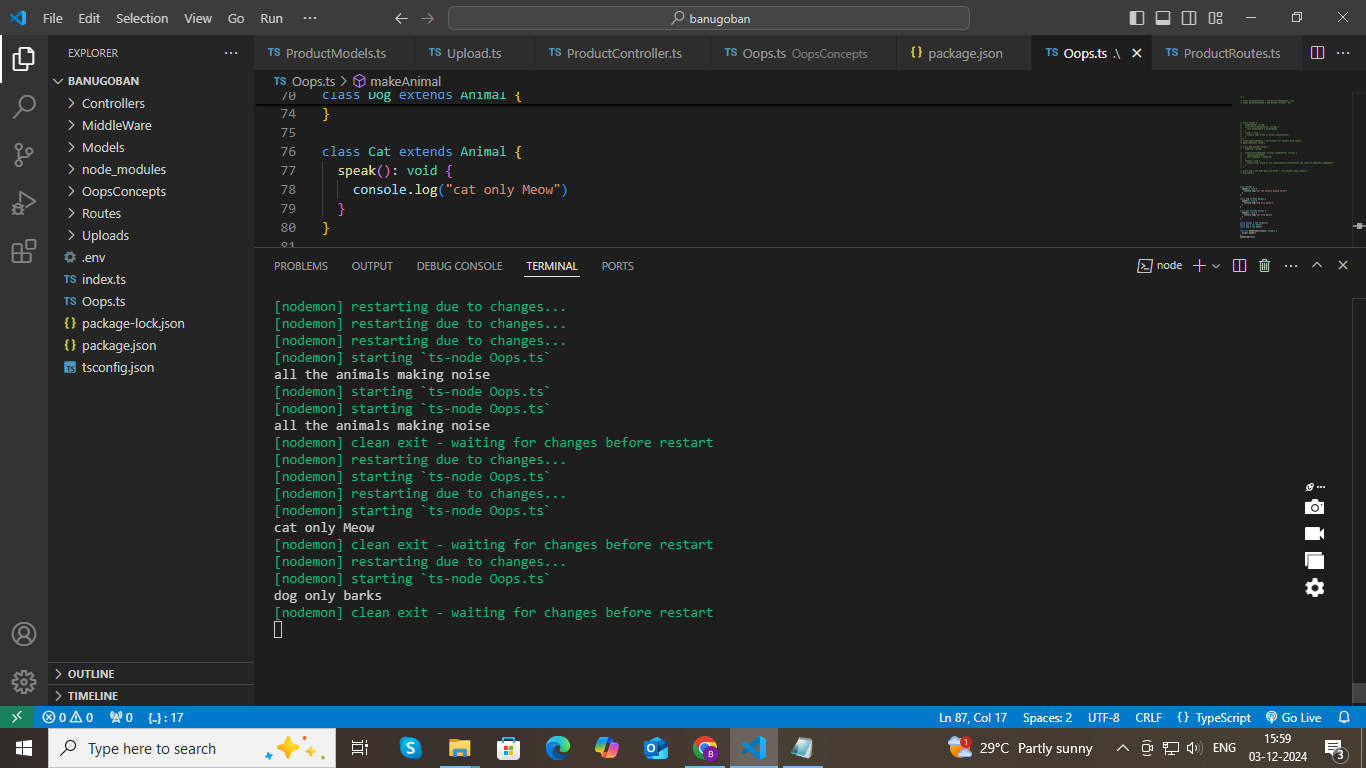 File Edit Selection View Go Run ··· banugoban
EXPLORER
BANUGOBAN
Controllers
MiddleWare
Models
node_modules
OopsConcepts
Routes
Uploads
.env
TS index.ts
TS Oops.ts
{} package-lock.json
{} package.json
TS tsconfig.json
OUTLINE
TIMELINE
TS ProductModels.ts TS Upload.ts TS ProductController.ts TS Oops.ts OopsConcepts {} package.json TS Oops.ts .\ TS ProductRoutes.ts
TS Oops.ts > makeAnimal
70 class Dog extends Animal {
74 }
75
76 class Cat extends Animal {
77 speak(): void {
78 console.log("cat only Meow")
79 }
80 }
81
PROBLEMS OUTPUT DEBUG CONSOLE TERMINAL PORTS node
[nodemon] restarting due to changes...
[nodemon] restarting due to changes...
[nodemon] restarting due to changes...
[nodemon] starting `ts-node Oops.ts`
all the animals making noise
[nodemon] starting `ts-node Oops.ts`
[nodemon] starting `ts-node Oops.ts`
all the animals making noise
[nodemon] clean exit - waiting for changes before restart
[nodemon] restarting due to changes...
[nodemon] starting `ts-node Oops.ts`
[nodemon] restarting due to changes...
[nodemon] starting `ts-node Oops.ts`
cat only Meow
[nodemon] clean exit - waiting for changes before restart
[nodemon] restarting due to changes...
[nodemon] starting `ts-node Oops.ts`
dog only barks
[nodemon] clean exit - waiting for changes before restart
0 0 0 {..} : 17 Ln 87, Col 17 Spaces: 2 UTF-8 CRLF {} TypeScript Go Live
Type here to search 29°C Partly sunny ENG 15:59
03-12-2024 3